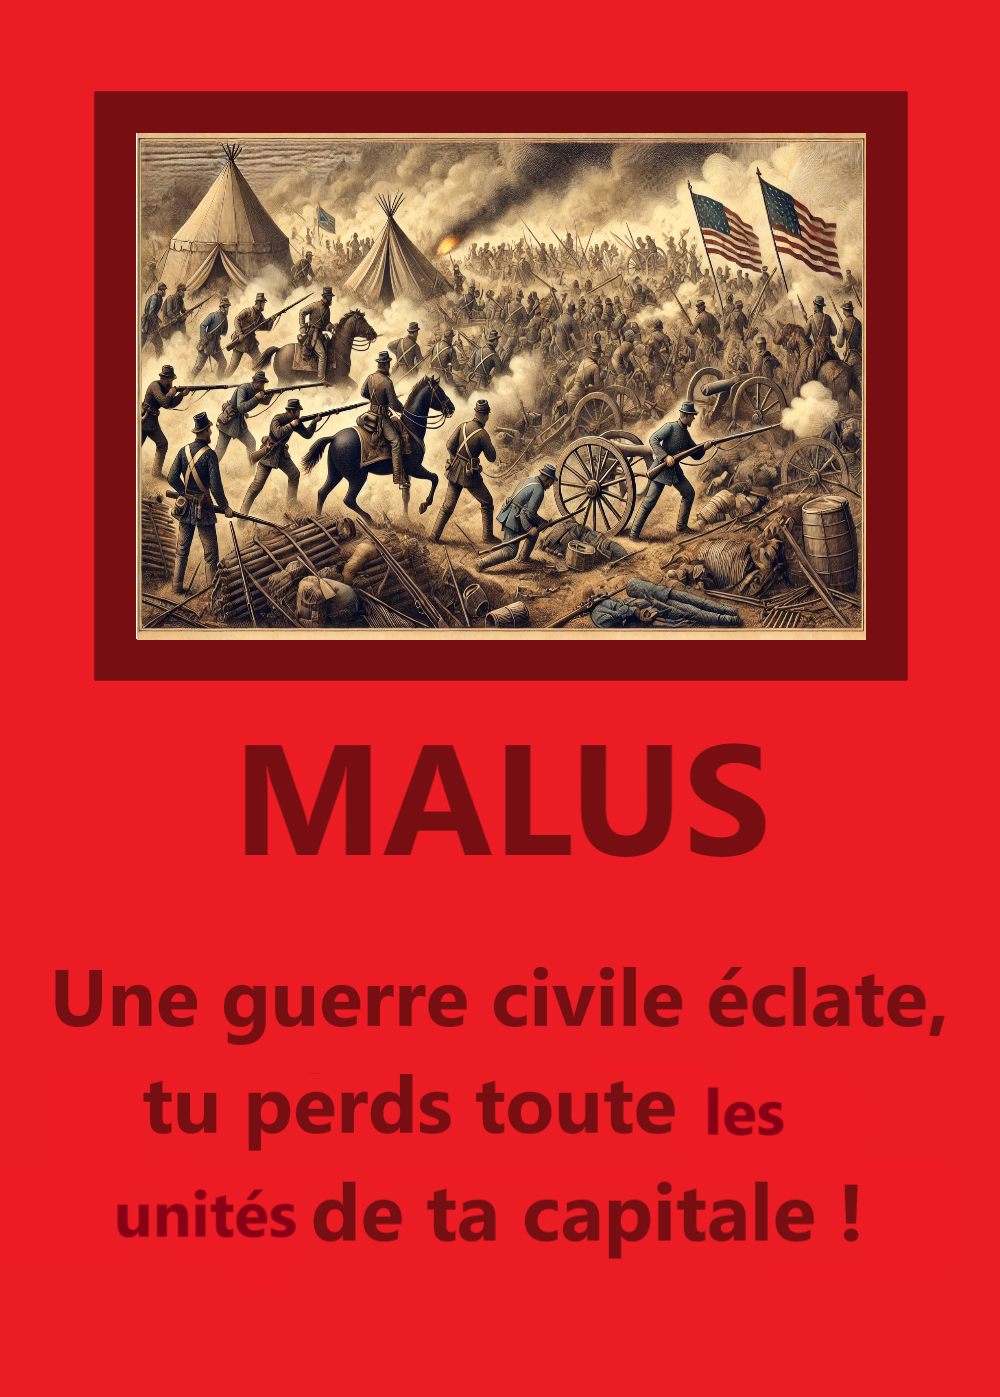 MALUS
Une guerre civile éclate,
tu perds toute les
unités de ta capitale !